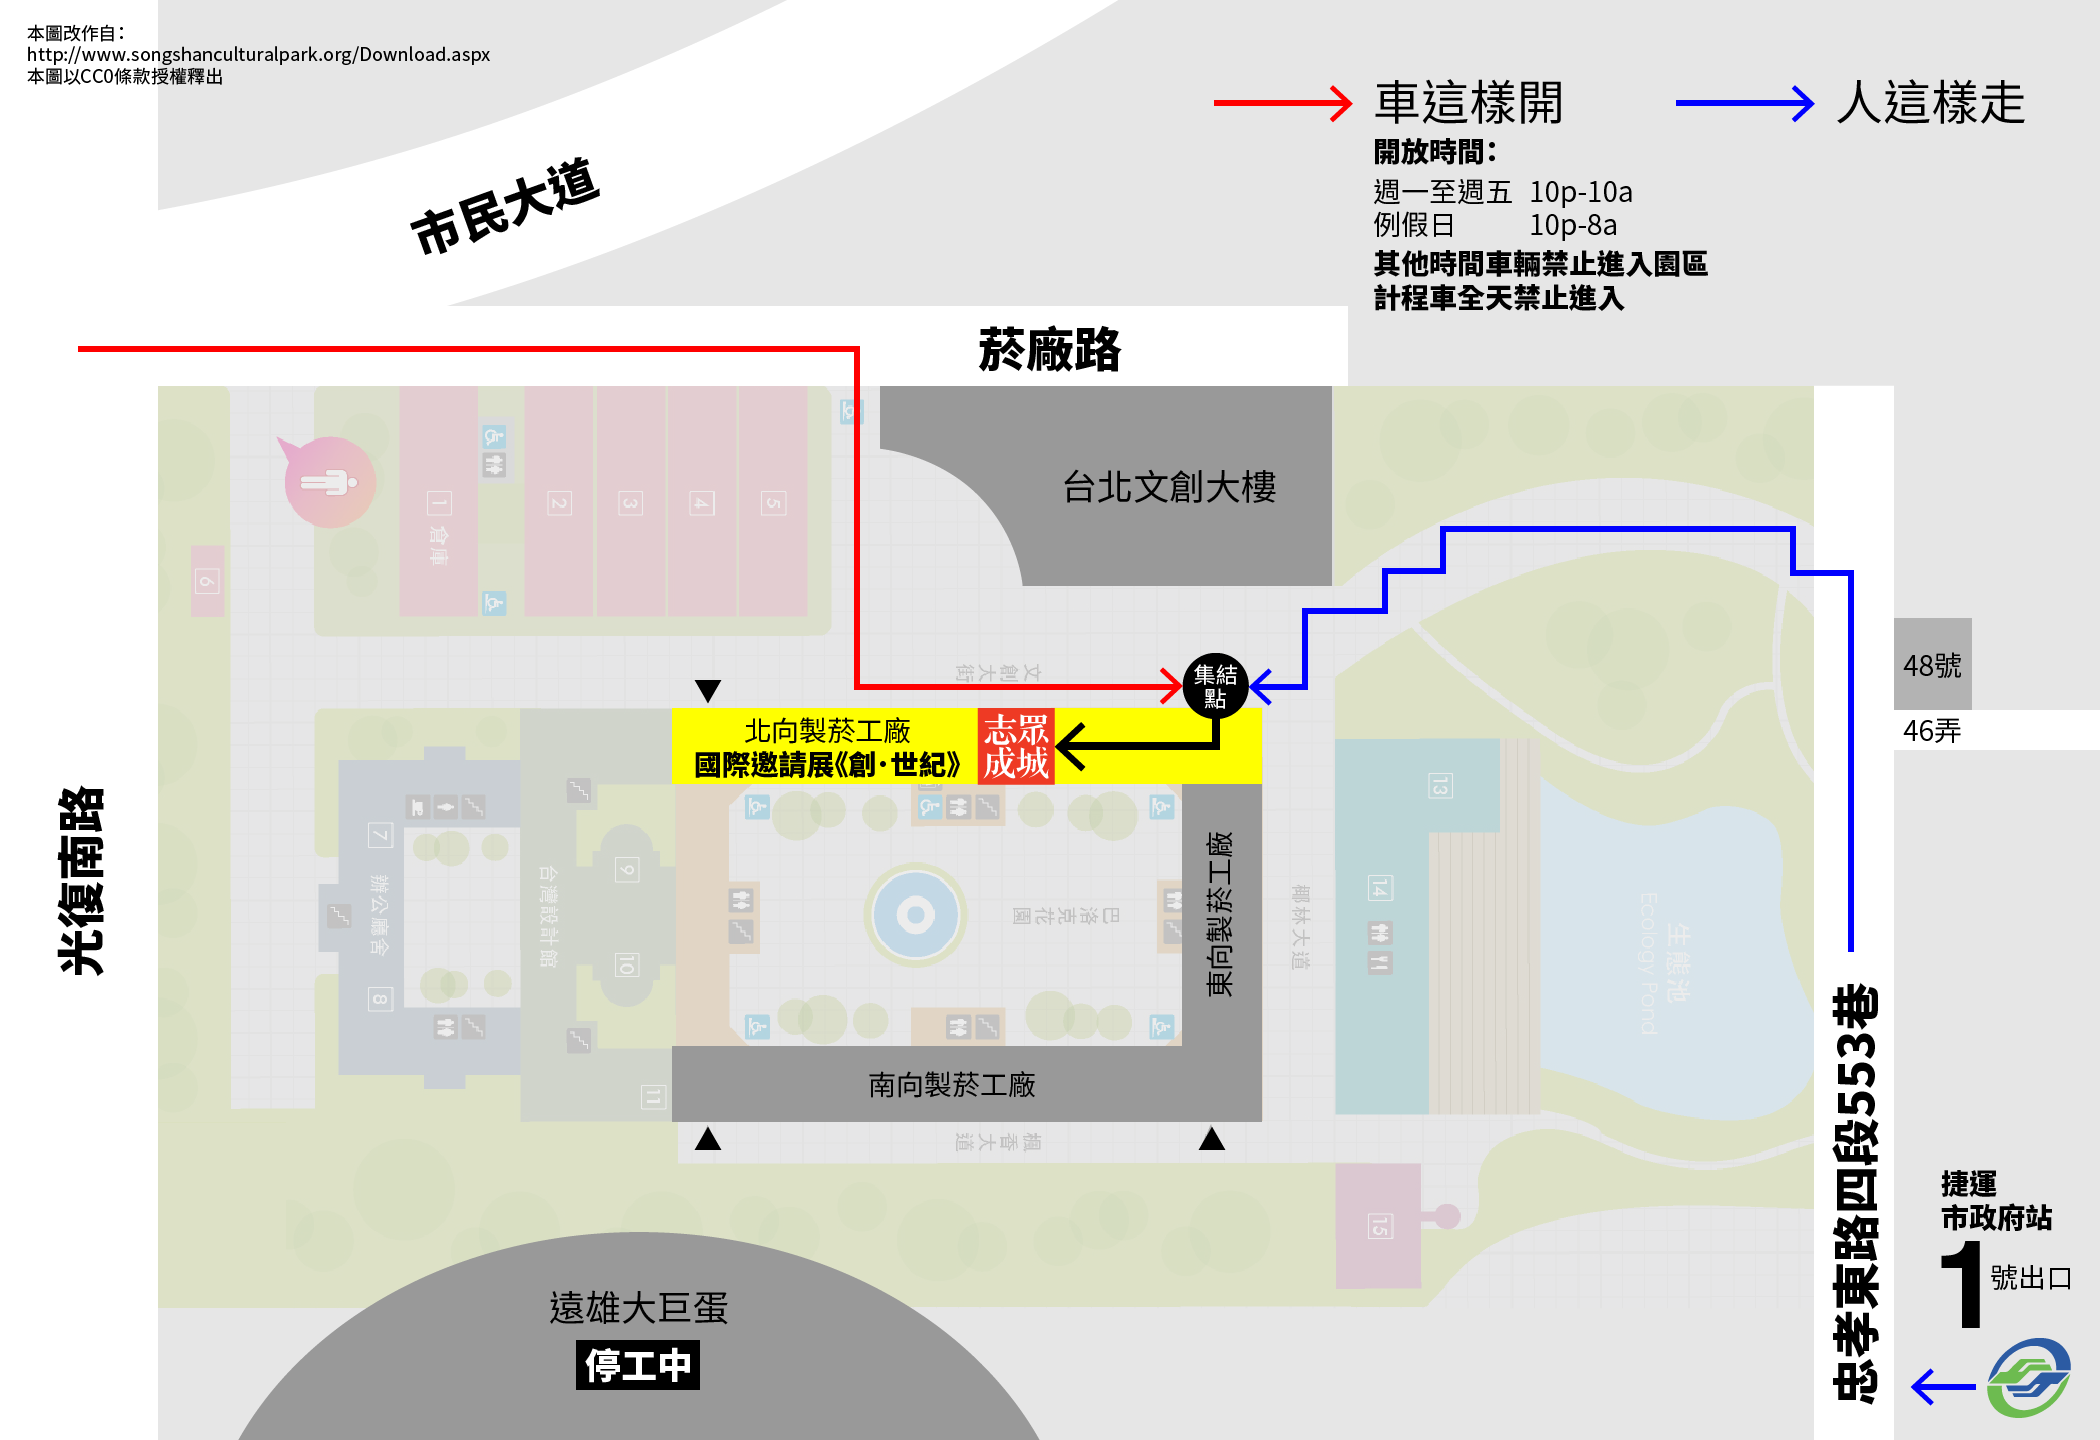 本圖改作自：
http://www.songshanculturalpark.org/Download.aspx
本圖以CC0條款授權釋出
車這樣開
人這樣走
開放時間：
週一至週五 10p-10a
例假日 10p-8a
其他時間車輛禁止進入園區
計程車全天禁止進入
市民大道
菸廠路
台北文創大樓
1
倉庫
2
3
4
5
6
文創大街
集結
點
48號
46弄
北向製菸工廠
國際邀請展《創·世紀》
志眾
成城
光復南路
7
辦公廳舍
8
台灣設計館
9
10
11
巴洛克花園
東向製菸工廠
椰林大道
13
14
生態池
Ecology Pond
南向製菸工廠
楓香大道
15
忠孝東路四段553巷
捷運
市政府站
1
號出口
遠雄大巨蛋
停工中